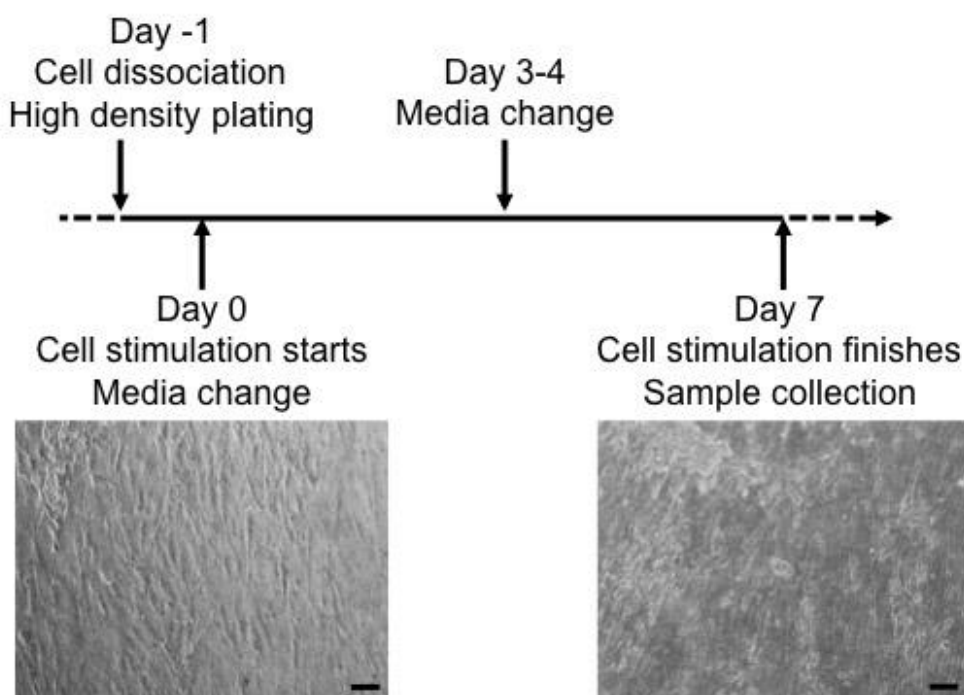 Day -1
Cell dissociation
High density plating
Day 3-4
Media change
Day 0
Cell stimulation starts
Media change
Day 7
Cell stimulation finishes
Sample collection